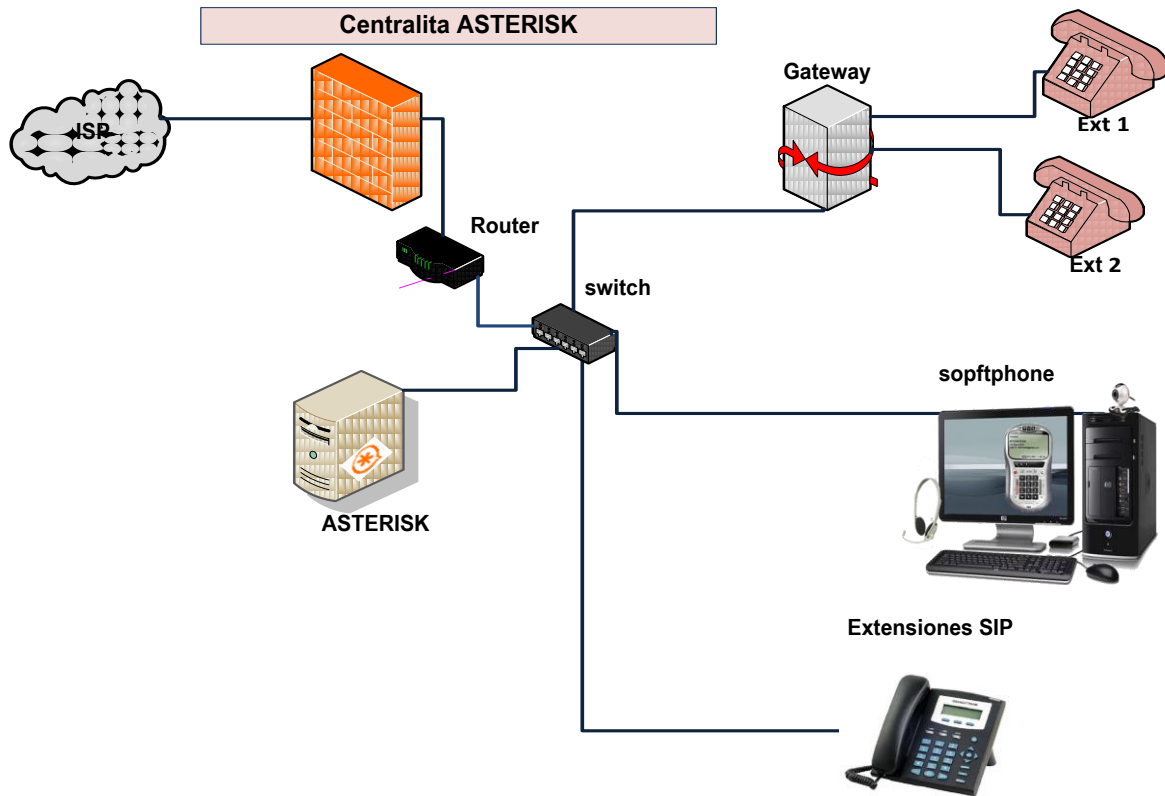 Centralita ASTERISK
Gateway
ISP
Ext 1
Router
Ext 2
switch
sopftphone
ASTERISK
Extensiones SIP